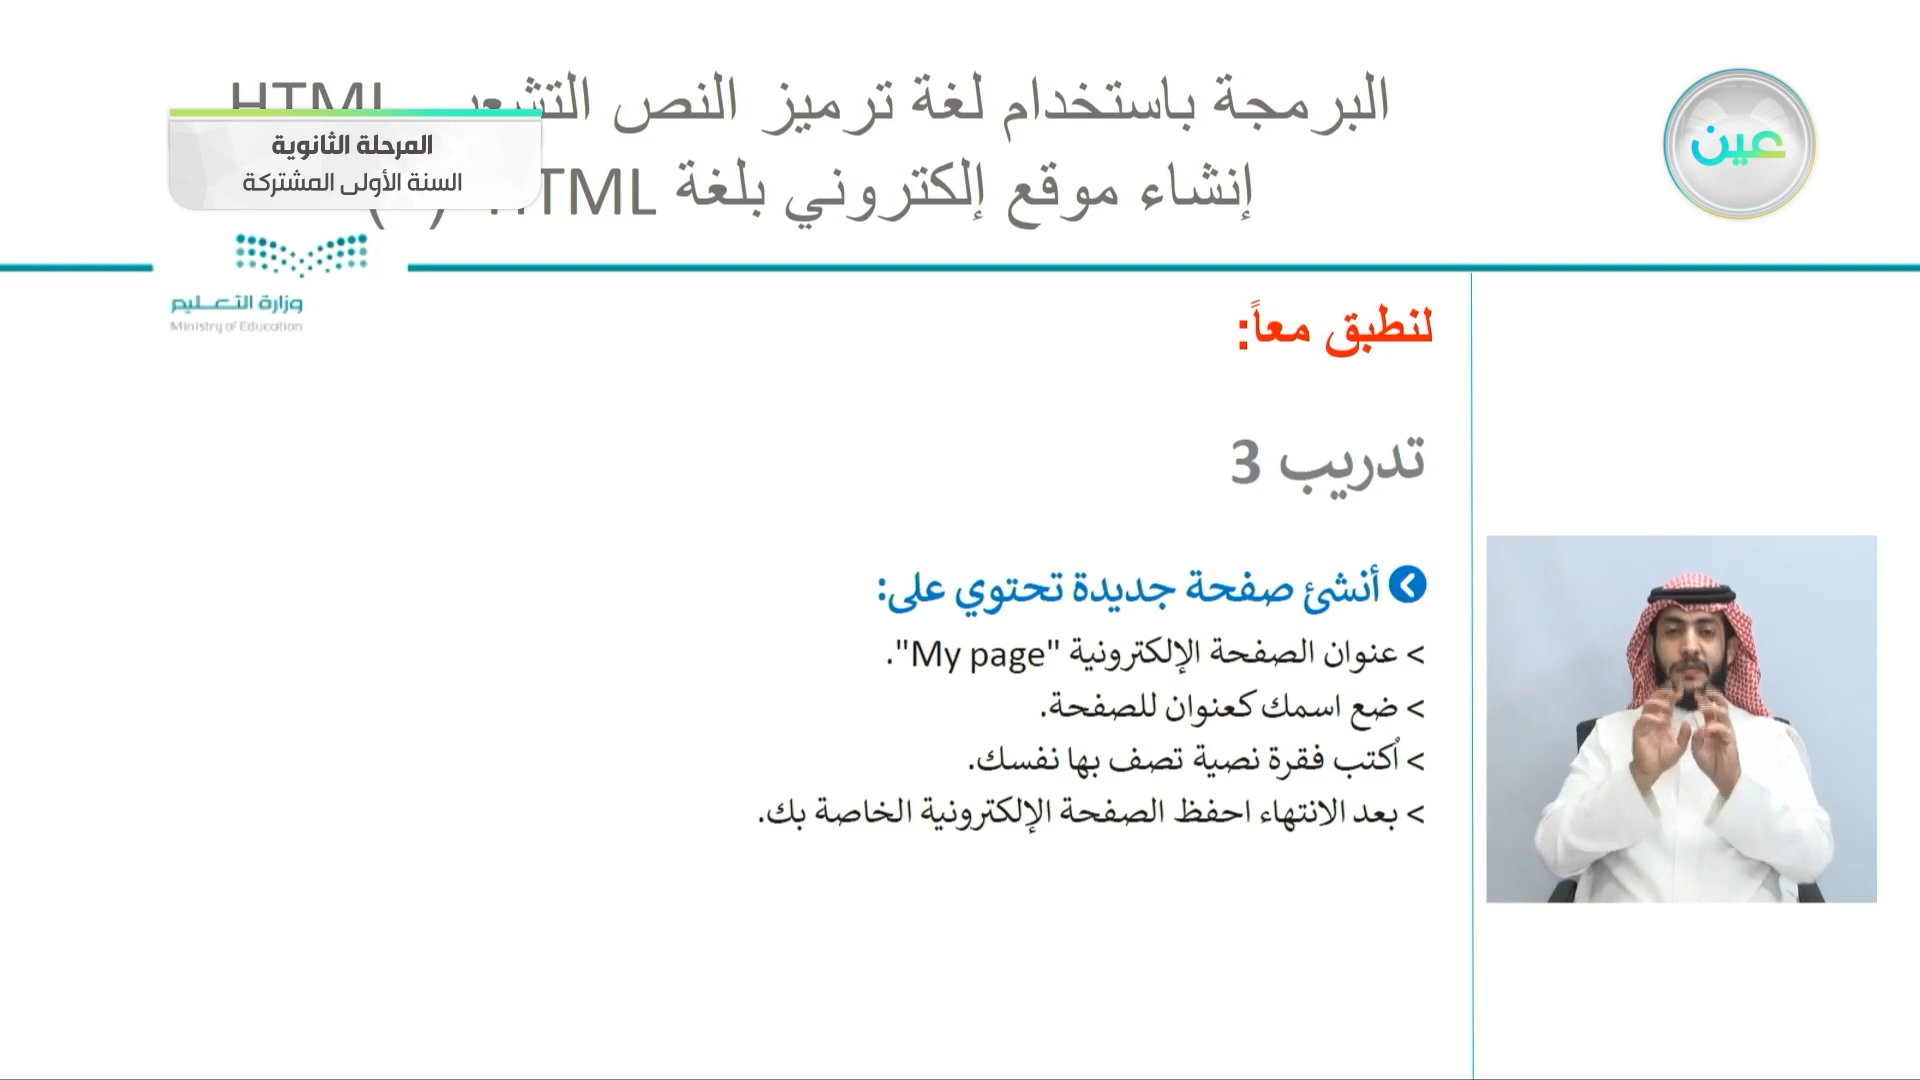 البرمجة باستخدام لغة ترميز النص HTML
إنشاء موقع إلكتروني بلغة HTML
المرحلة الثانوية
السنة الأولى المشتركة
عين
وزارة التعليم
Ministry of Education
لنطبق معاً:
تدريب 3
أنشئ صفحة جديدة تحتوي على:
> عنوان الصفحة الإلكترونية "My page".
> ضع اسمك كعنوان للصفحة.
> اُكتب فقرة نصية تصف بها نفسك.
> بعد الانتهاء احفظ الصفحة الإلكترونية الخاصة بك.